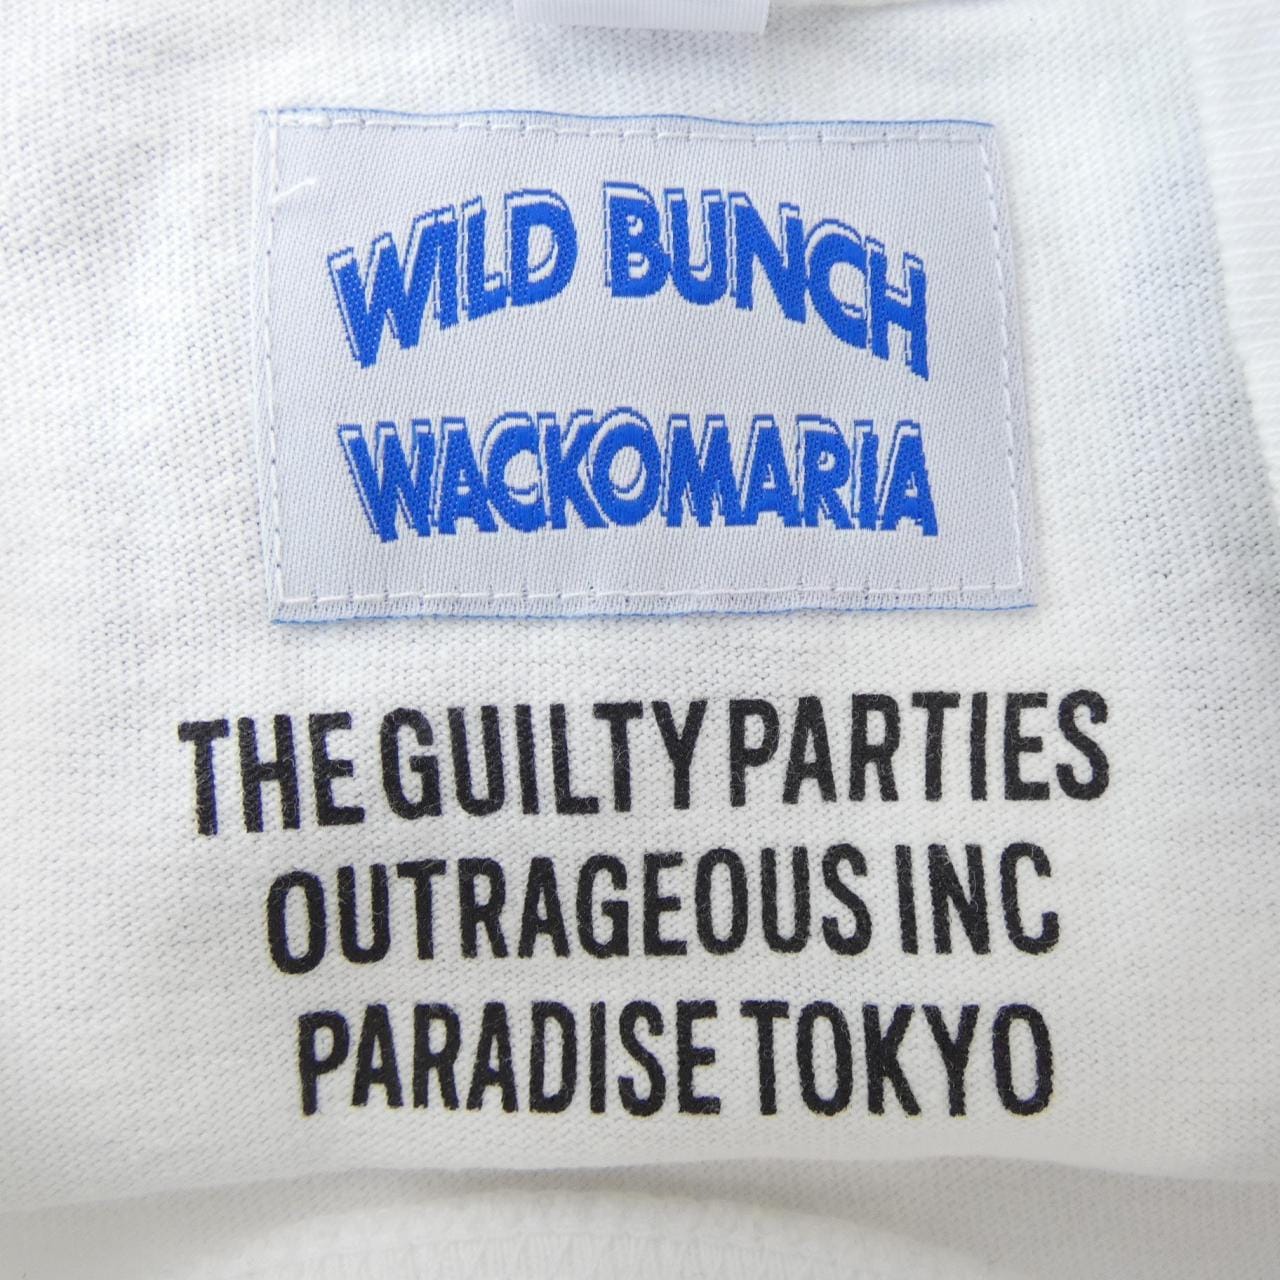 WILD BUNCH
WACKOMARIA
THE GUILTY PARTIES
OUTRAGEOUS INC
PARADISE TOKYO